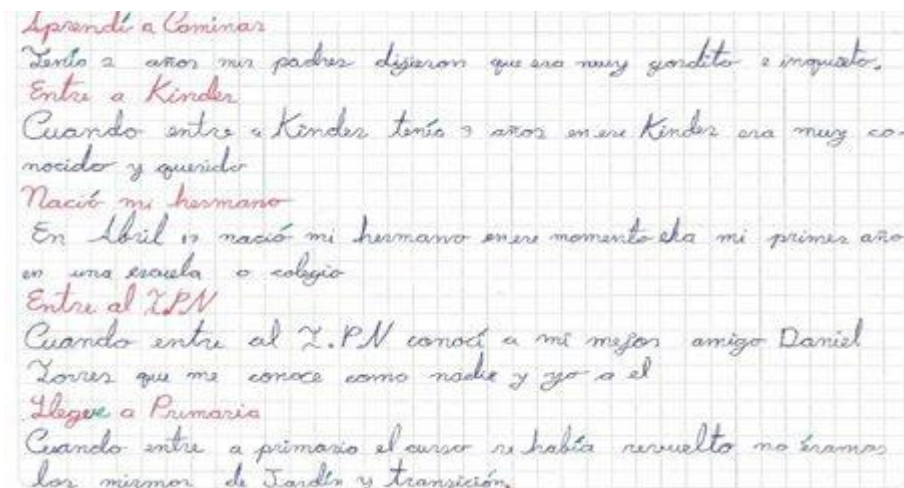 Aprendí a Caminar
Tenía 2 años mis padres dijieron que era muy gordito e inquieto.
Entre a Kinder
Cuando entre a Kinder tenía 3 años en ese Kinder era muy co-
nocido y querido
Nació mi hermano
En Abril 17 nació mi hermano en ese momento era mi primer año
en una escuela o colegio
Entre al I.P.N
Cuando entre al I.P.N conocí a mi mejor amigo Daniel
Torres que me conoce como nadie y yo a el
Llegue a Primaria
Cuando entre a primaria el curso se había revuelto no éramos
los mismos de Jardín y transición.